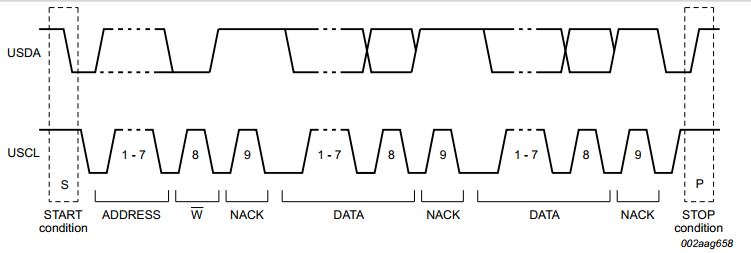 USDA
USCL
1 - 7 8 9 1 - 7 8 9 1 - 7 8 9
S P
START condition
ADDRESS
W̅
NACK
DATA
NACK
DATA
NACK
STOP condition
002aag658